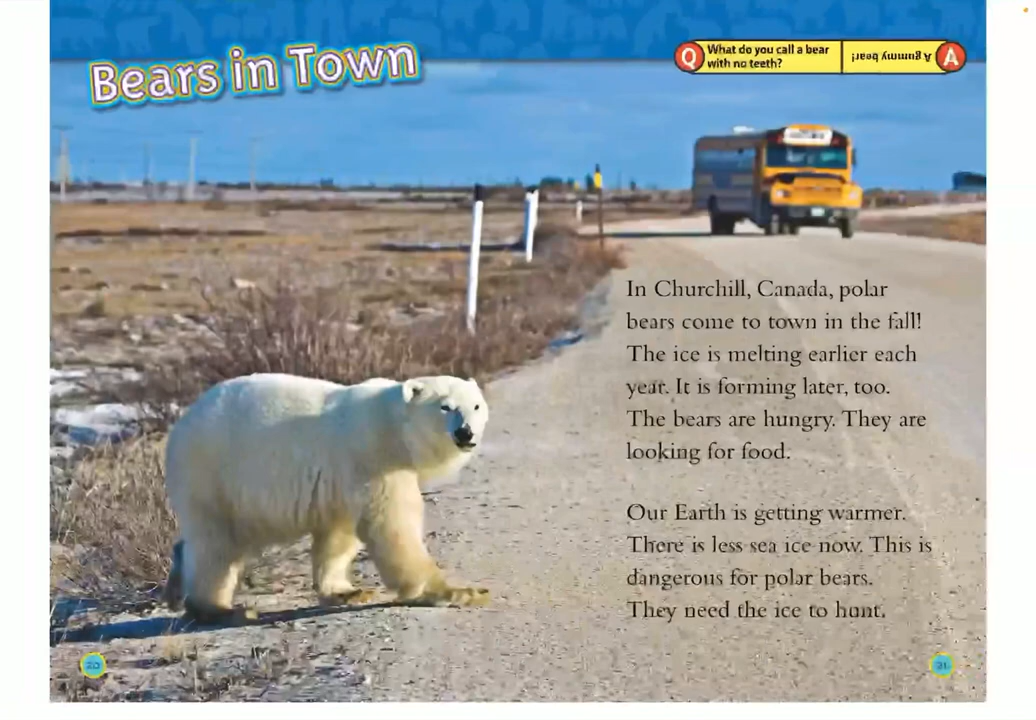 Bears in Town
Q
What do you call a bear
with no teeth?
A gummy bear!
A
In Churchill, Canada, polar
bears come to town in the fall!
The ice is melting earlier each
year. It is forming later, too.
The bears are hungry. They are
looking for food.
Our Earth is getting warmer.
There is less sea ice now. This is
dangerous for polar bears.
They need the ice to hunt.
20
21